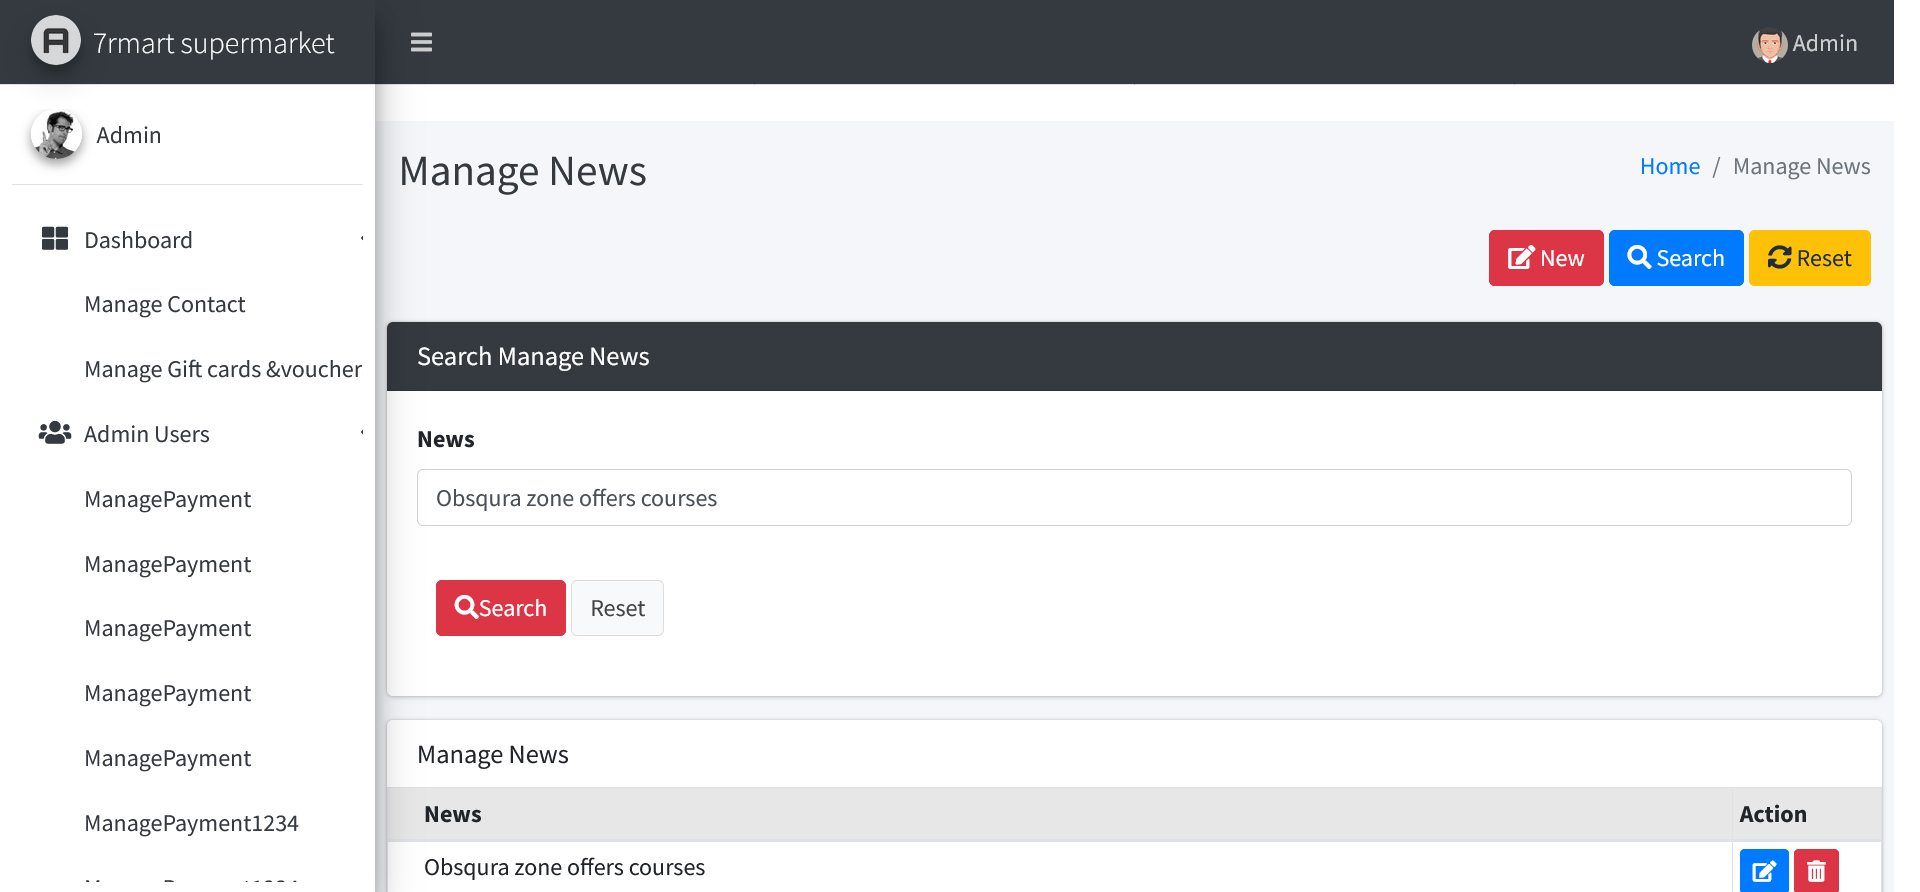 7rmart supermarket
Admin
Admin
Dashboard
Manage Contact
Manage Gift cards &voucher
Admin Users
ManagePayment
ManagePayment
ManagePayment
ManagePayment
ManagePayment
ManagePayment1234
Manage News
Home / Manage News
New Search Reset
Search Manage News
News
Obsqura zone offers courses
Search Reset
Manage News
News Action
Obsqura zone offers courses